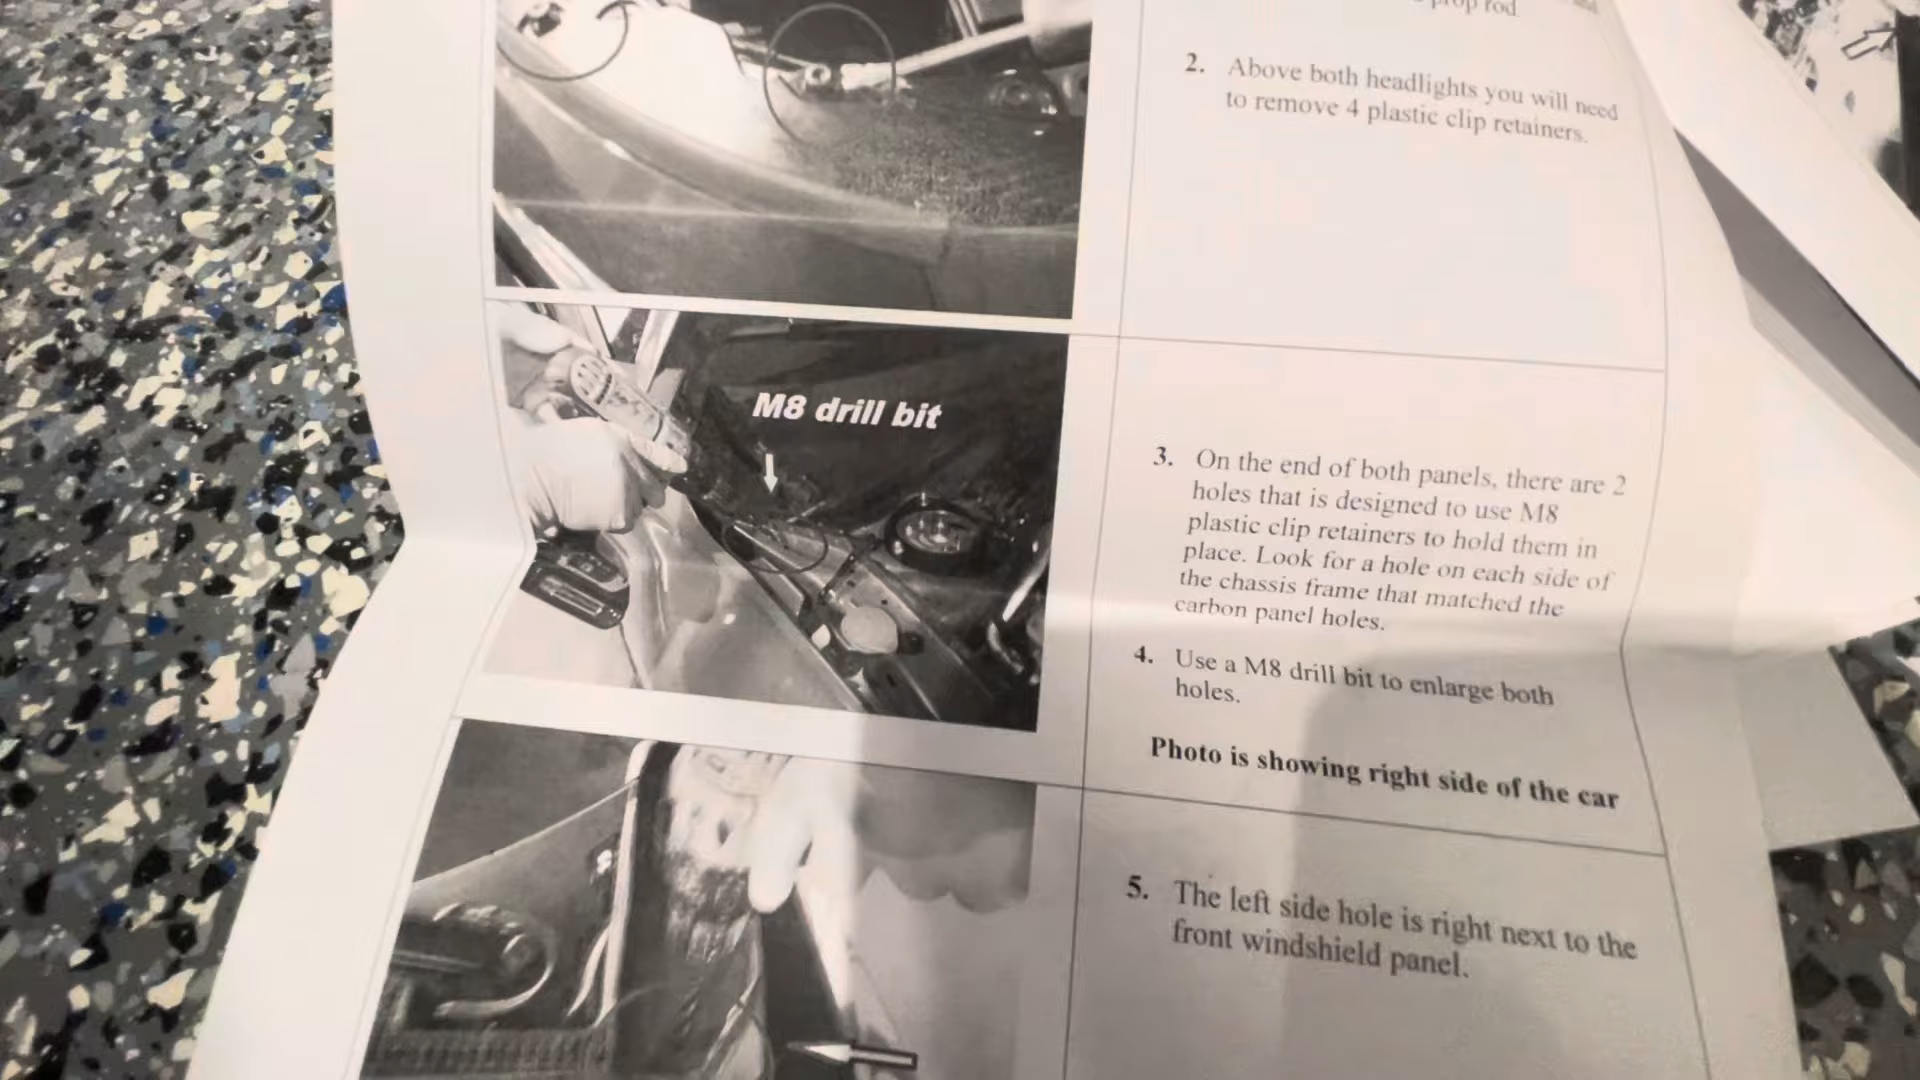 prop rod
2. Above both headlights you will need
to remove 4 plastic clip retainers.
M8 drill bit
3. On the end of both panels, there are 2
holes that is designed to use M8
plastic clip retainers to hold them in
place. Look for a hole on each side of
the chassis frame that matched the
carbon panel holes.
4. Use a M8 drill bit to enlarge both
holes.
Photo is showing right side of the car
5. The left side hole is right next to the
front windshield panel.